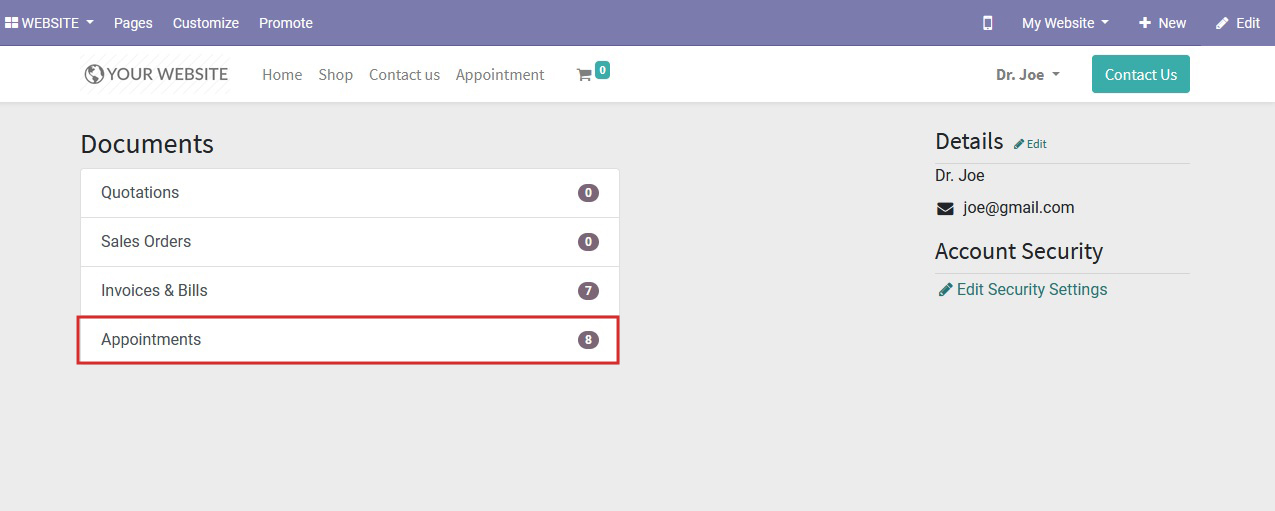 WEBSITE Pages Customize Promote My Website New Edit
YOUR WEBSITE Home Shop Contact us Appointment 0 Dr. Joe Contact Us
Documents
Quotations 0
Sales Orders 0
Invoices & Bills 7
Appointments 8
Details Edit
Dr. Joe
joe@gmail.com
Account Security
Edit Security Settings